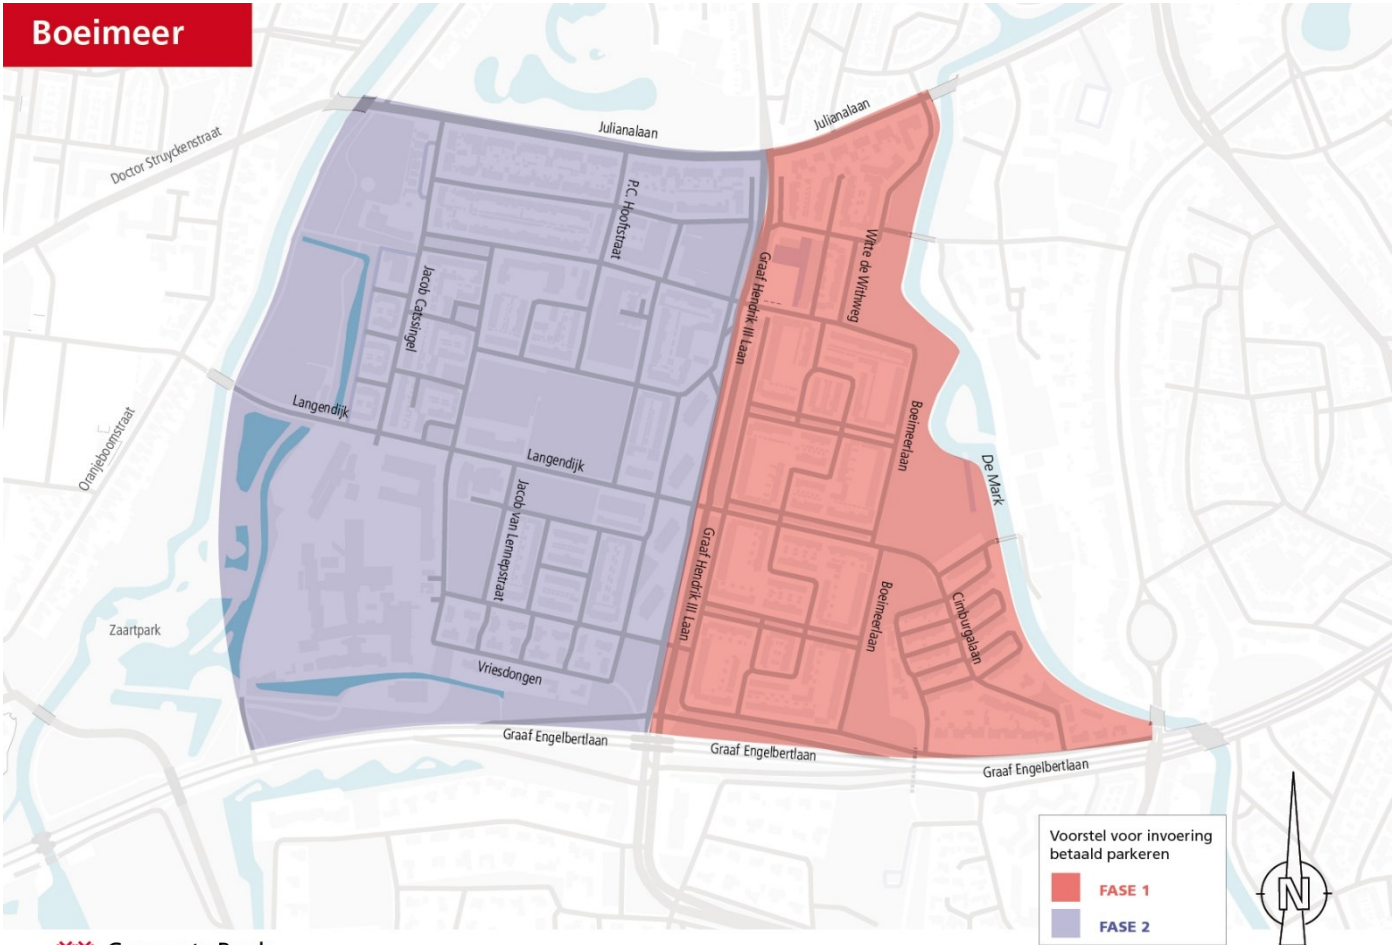 Boeimeer
Julianalaan
Julianalaan
Doctor Struyckenstraat
P.C. Hooftstraat
Witte de Withweg
Graaf Hendrik III Laan
Jacob Catssingel
Langendijk
Boeimeerlaan
Oranjeboomstraat
Langendijk
De Mark
Jacob van Lennepstraat
Graaf Hendrik III Laan
Boeimeerlaan
Cimburgalaan
Zaartpark
Vriesdongen
Graaf Engelbertlaan
Graaf Engelbertlaan
Graaf Engelbertlaan
Voorstel voor invoering
betaald parkeren
FASE 1
FASE 2
N